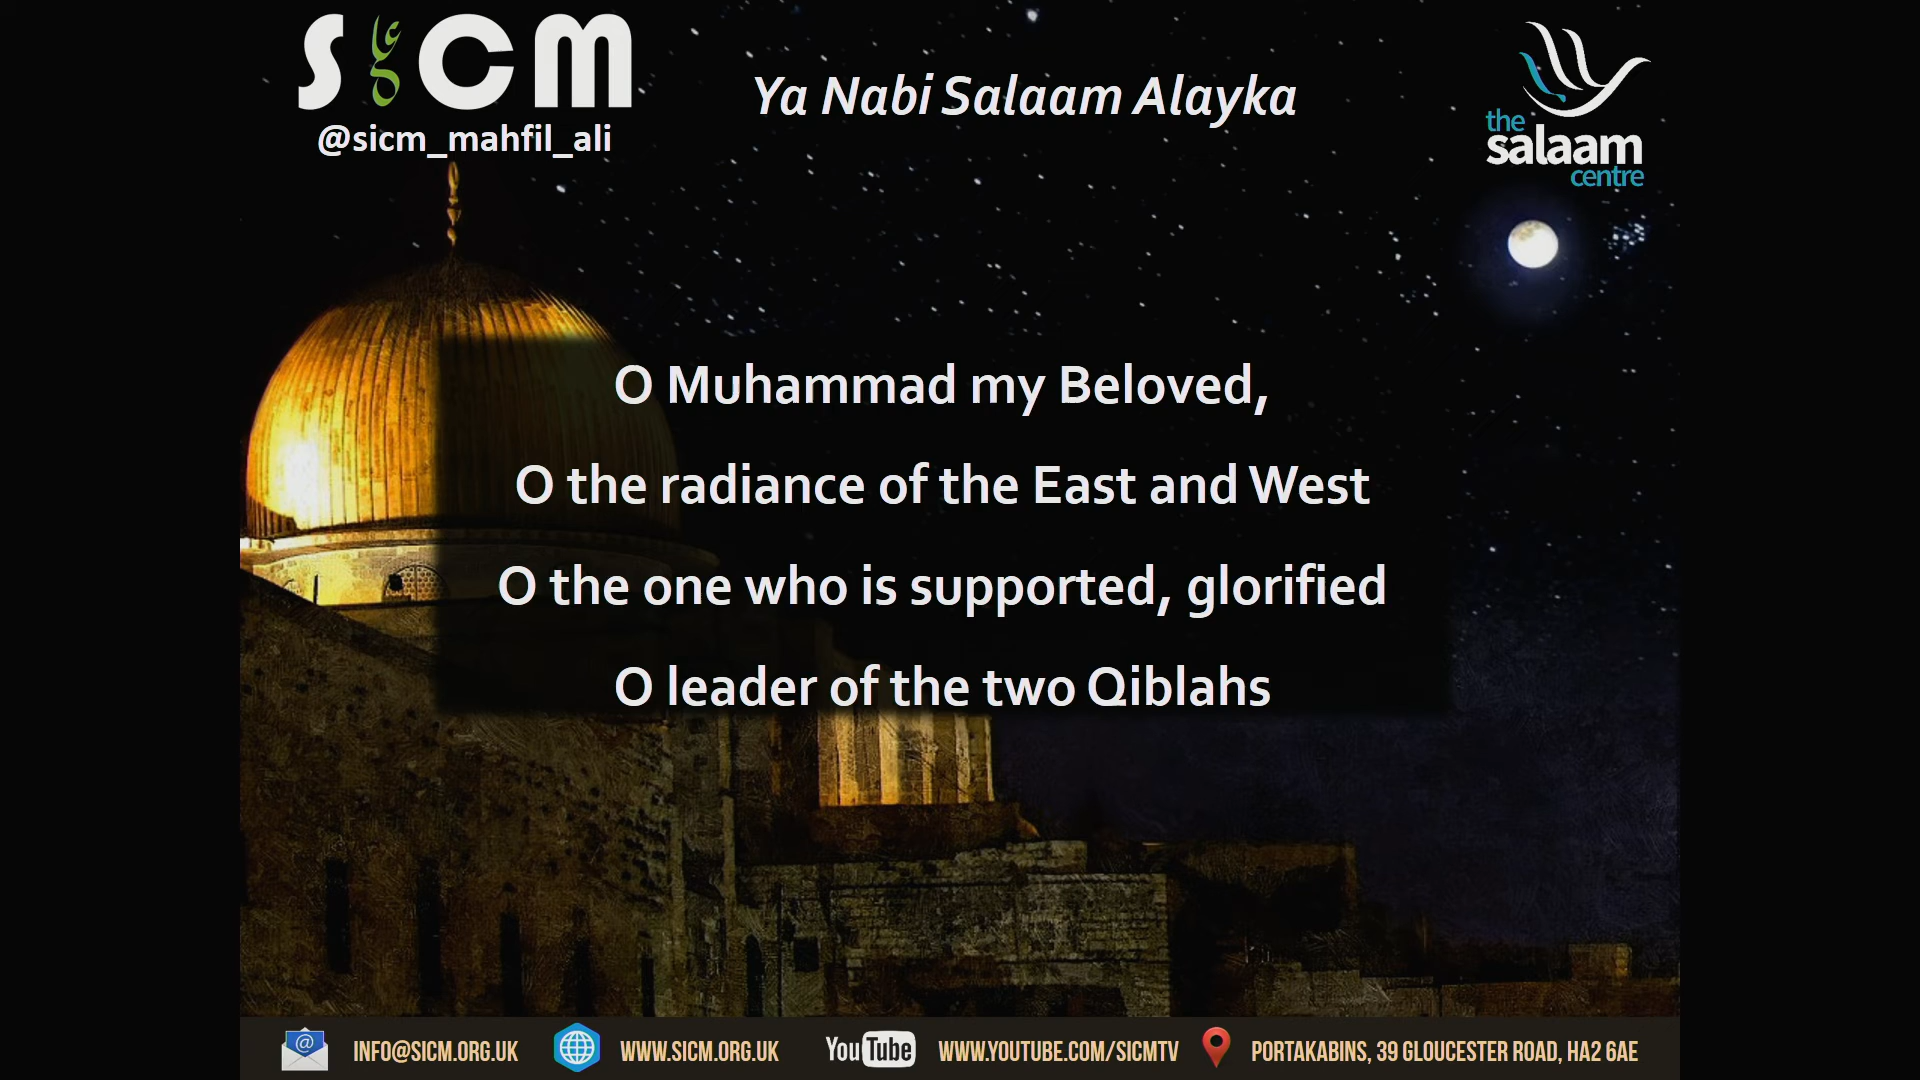 SICM
@sicm_mahfil_ali
Ya Nabi Salaam Alayka
the
salaam
centre
O Muhammad my Beloved,
O the radiance of the East and West
O the one who is supported, glorified
O leader of the two Qiblahs
INFO@SICM.ORG.UK
WWW.SICM.ORG.UK
YouTube
WWW.YOUTUBE.COM/SICMTV
PORTAKABINS, 39 GLOUCESTER ROAD, HA2 6AE